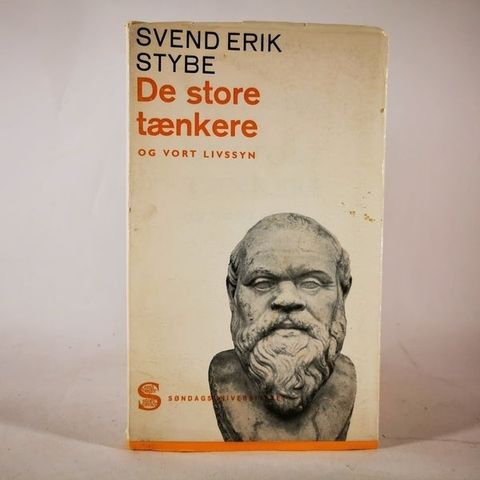 SVEND ERIK
STYBE
De store
tænkere
OG VORT LIVSSYN
SØNDAGSUNIVERSITETET